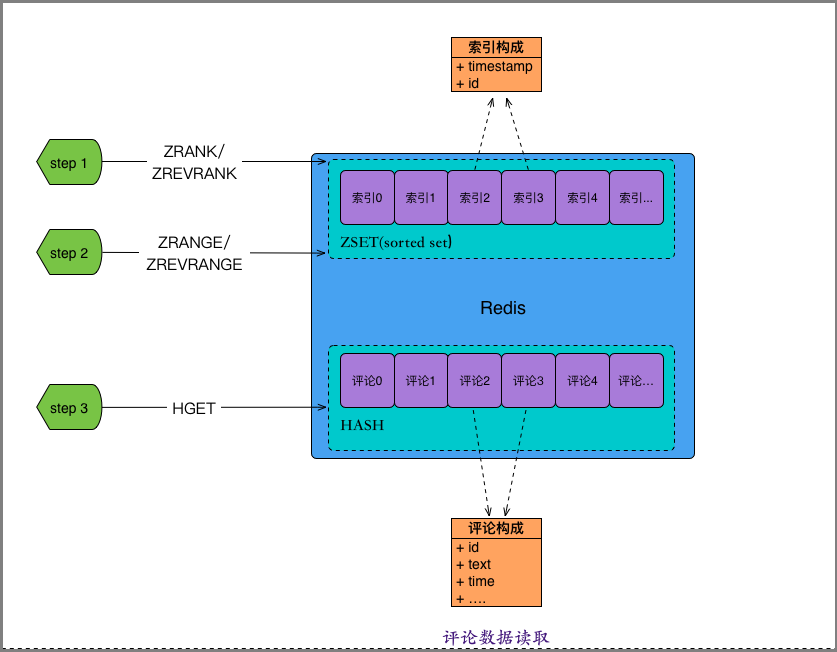 索引构成
+ timestamp
+ id
step 1
ZRANK/
ZREVRANK
索引0
索引1
索引2
索引3
索引4
索引...
ZSET(sorted set)
step 2
ZRANGE/
ZREVRANGE
Redis
评论0
评论1
评论2
评论3
评论4
评论...
step 3
HGET
HASH
评论构成
+ id
+ text
+ time
+ ....
评论数据读取